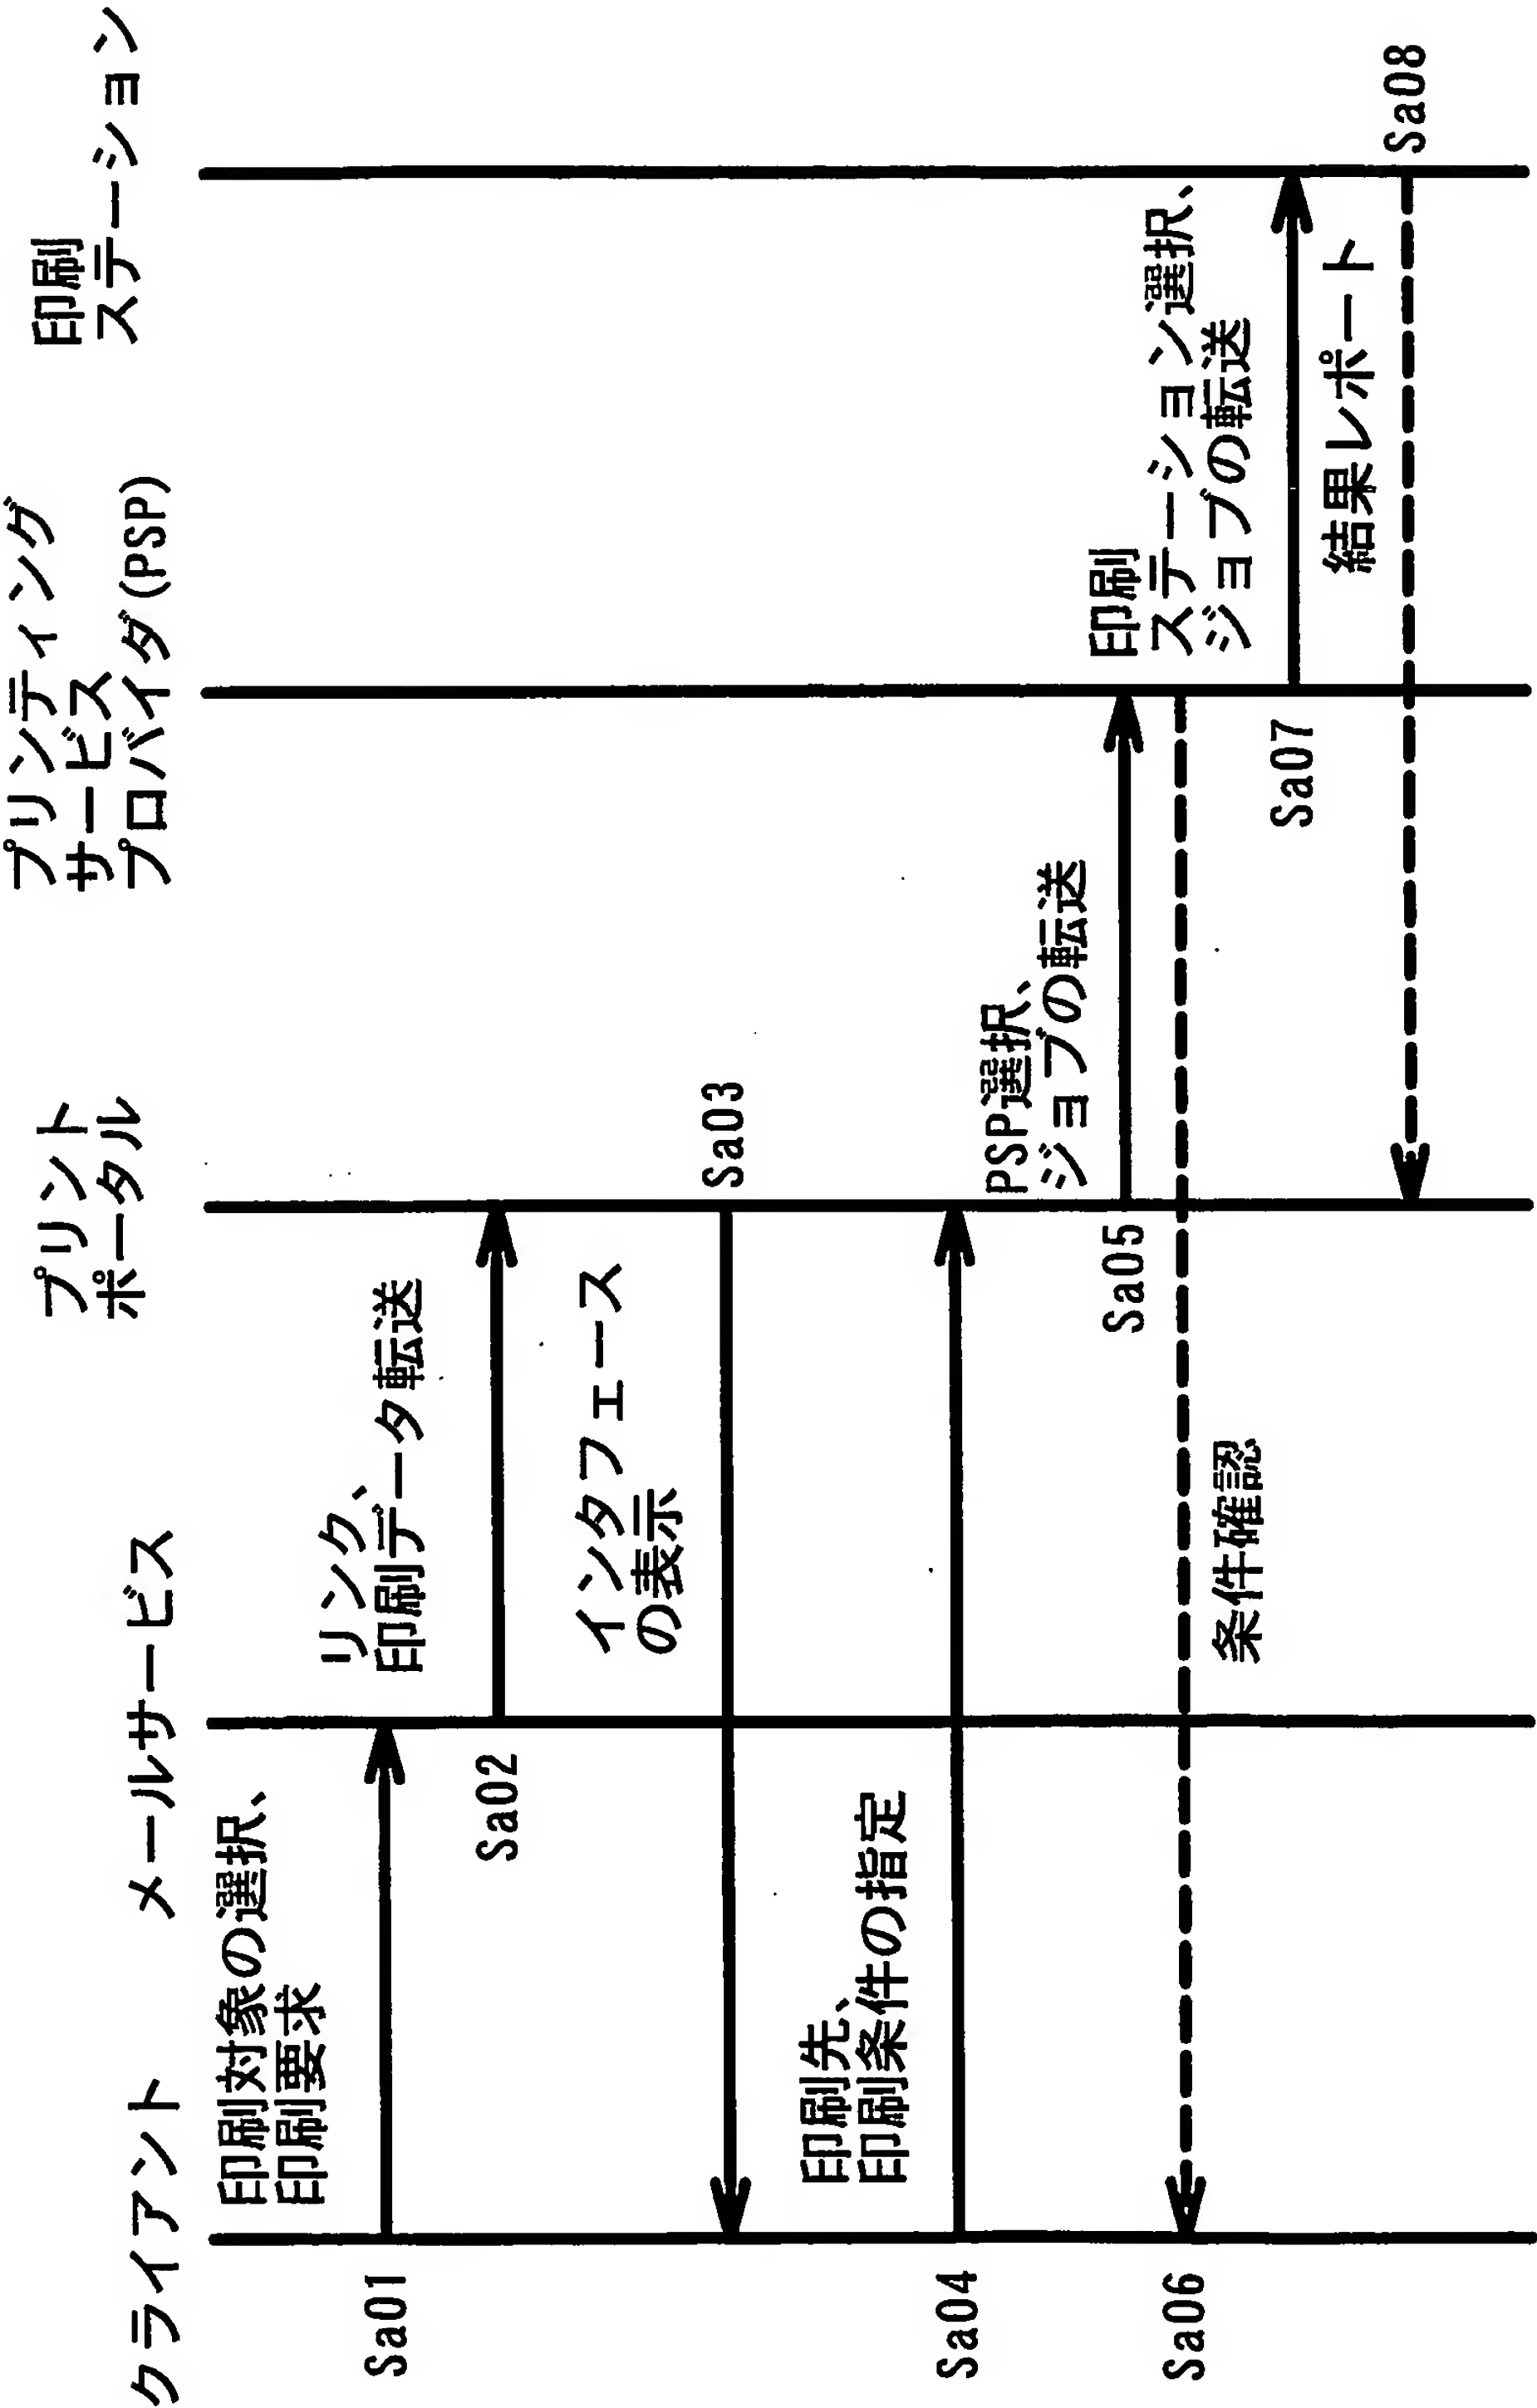 クライアント
メールサービス
プリント
ポータル
プリンティング
サービス
プロバイダ(PSP)
印刷
ステーション
印刷対象の選択、
印刷要求
Sa01
リンク、
印刷データ転送
Sa02
インタフェース
の表示
Sa03
印刷先、
印刷条件の指定
Sa04
PSP選択、
ジョブの転送
Sa05
条件確認
Sa06
印刷
ステーション選択、
ジョブの転送
Sa07
結果レポート
Sa08